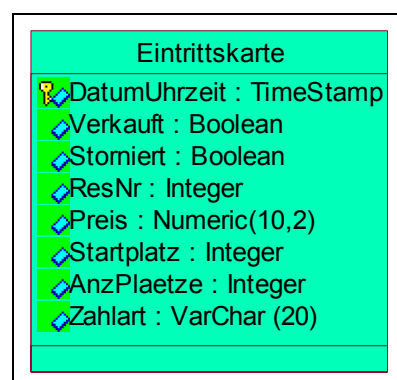 Eintrittskarte
DatumUhrzeit : TimeStamp
Verkauft : Boolean
Storniert : Boolean
ResNr : Integer
Preis : Numeric(10,2)
Startplatz : Integer
AnzPlaetze : Integer
Zahlart : VarChar (20)